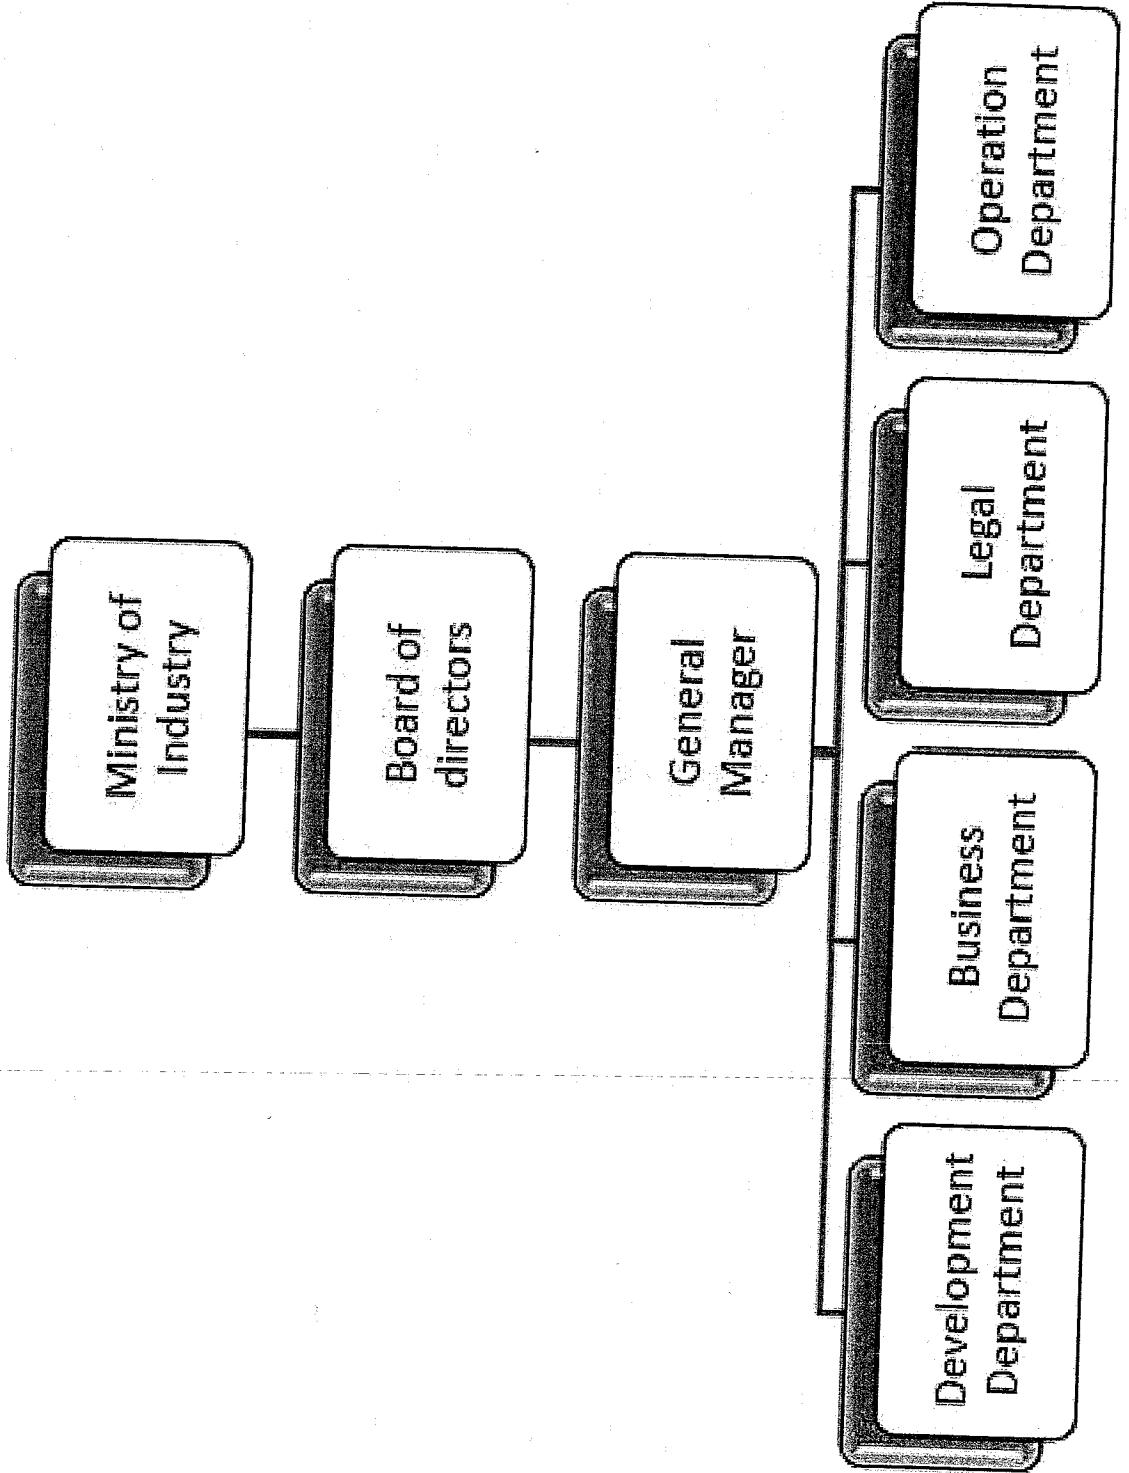 Ministry of
Industry
Board of
directors
General
Manager
Development
Department
Business
Department
Legal
Department
Operation
Department